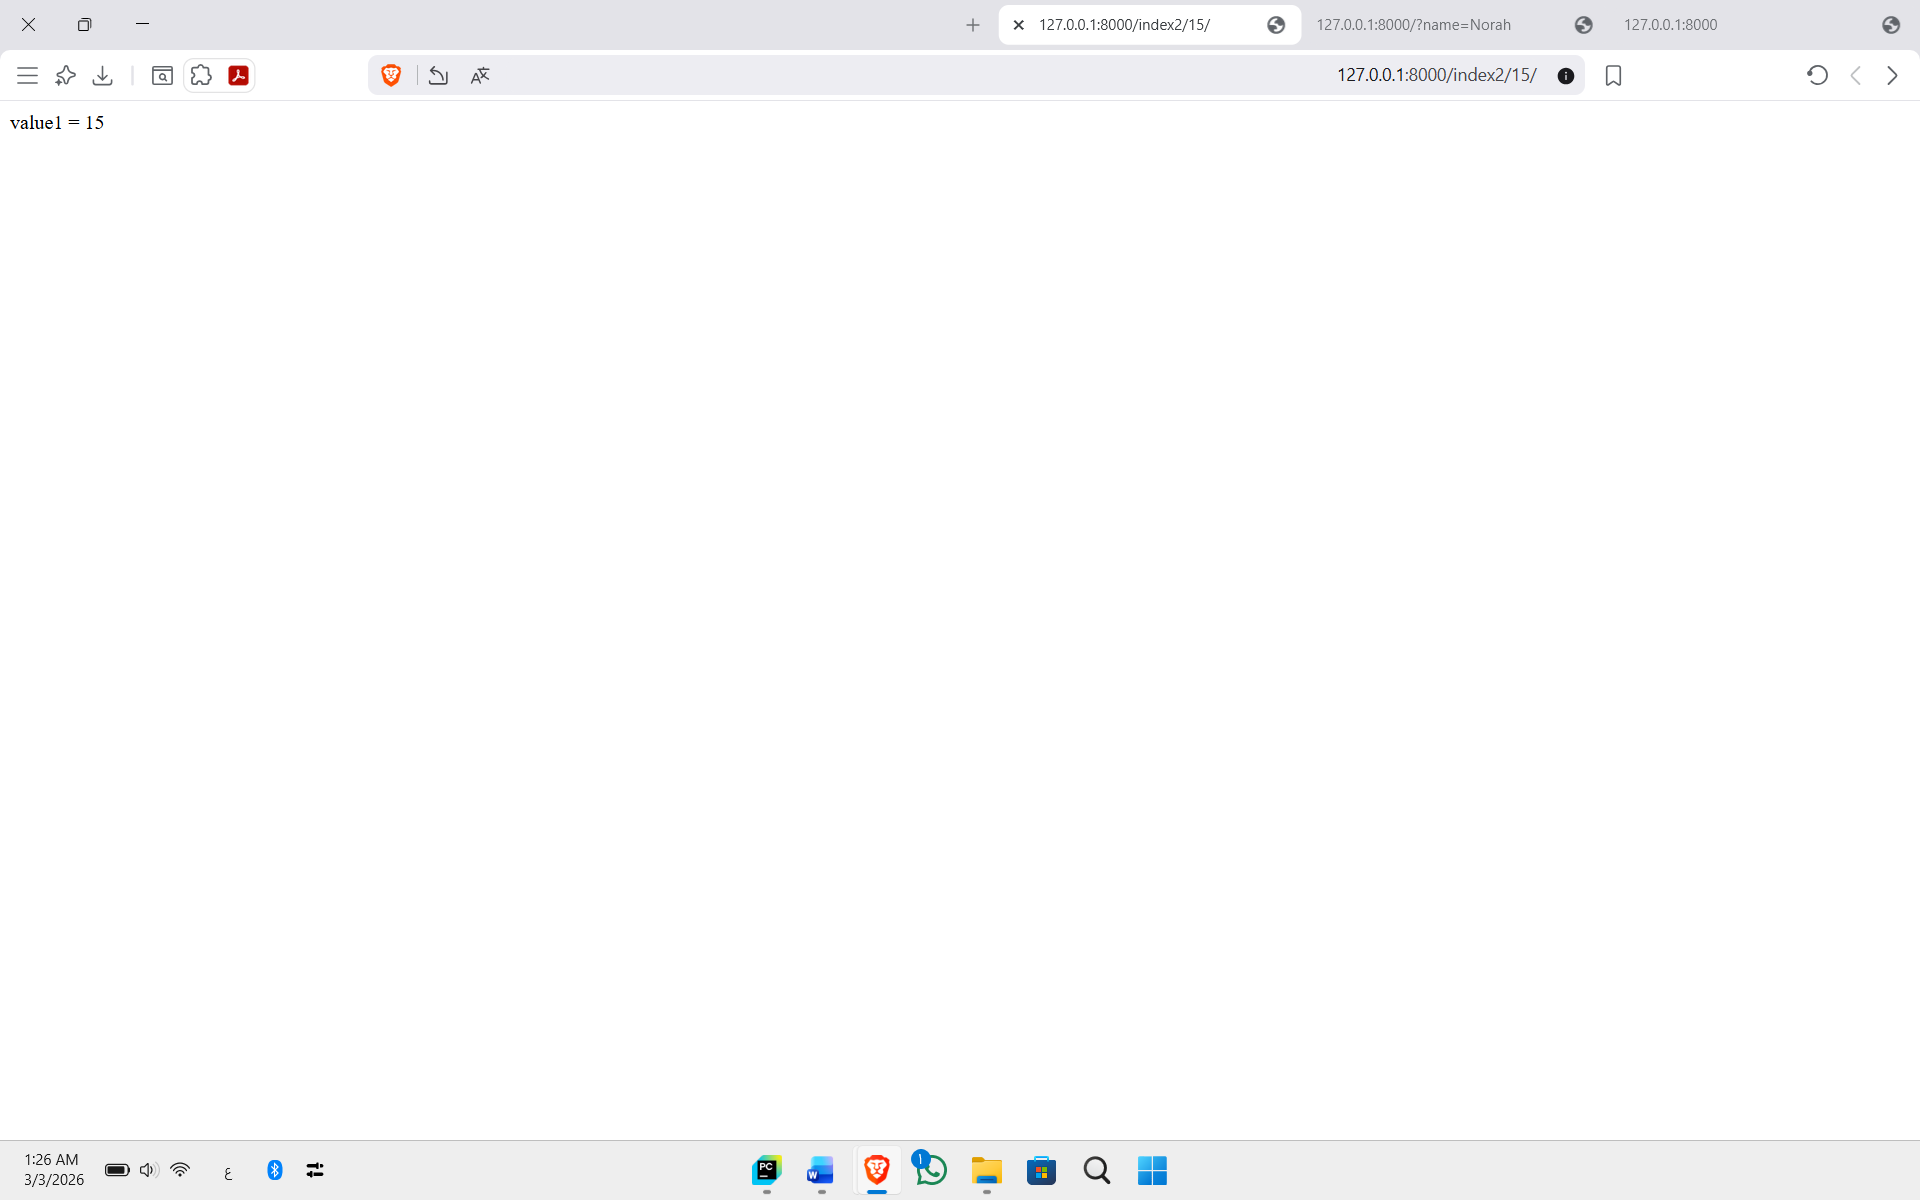 127.0.0.1:8000/index2/15/
127.0.0.1:8000/?name=Norah
127.0.0.1:8000
127.0.0.1:8000/index2/15/
value1 = 15
1:26 AM
3/3/2026
ع
PC
W
١